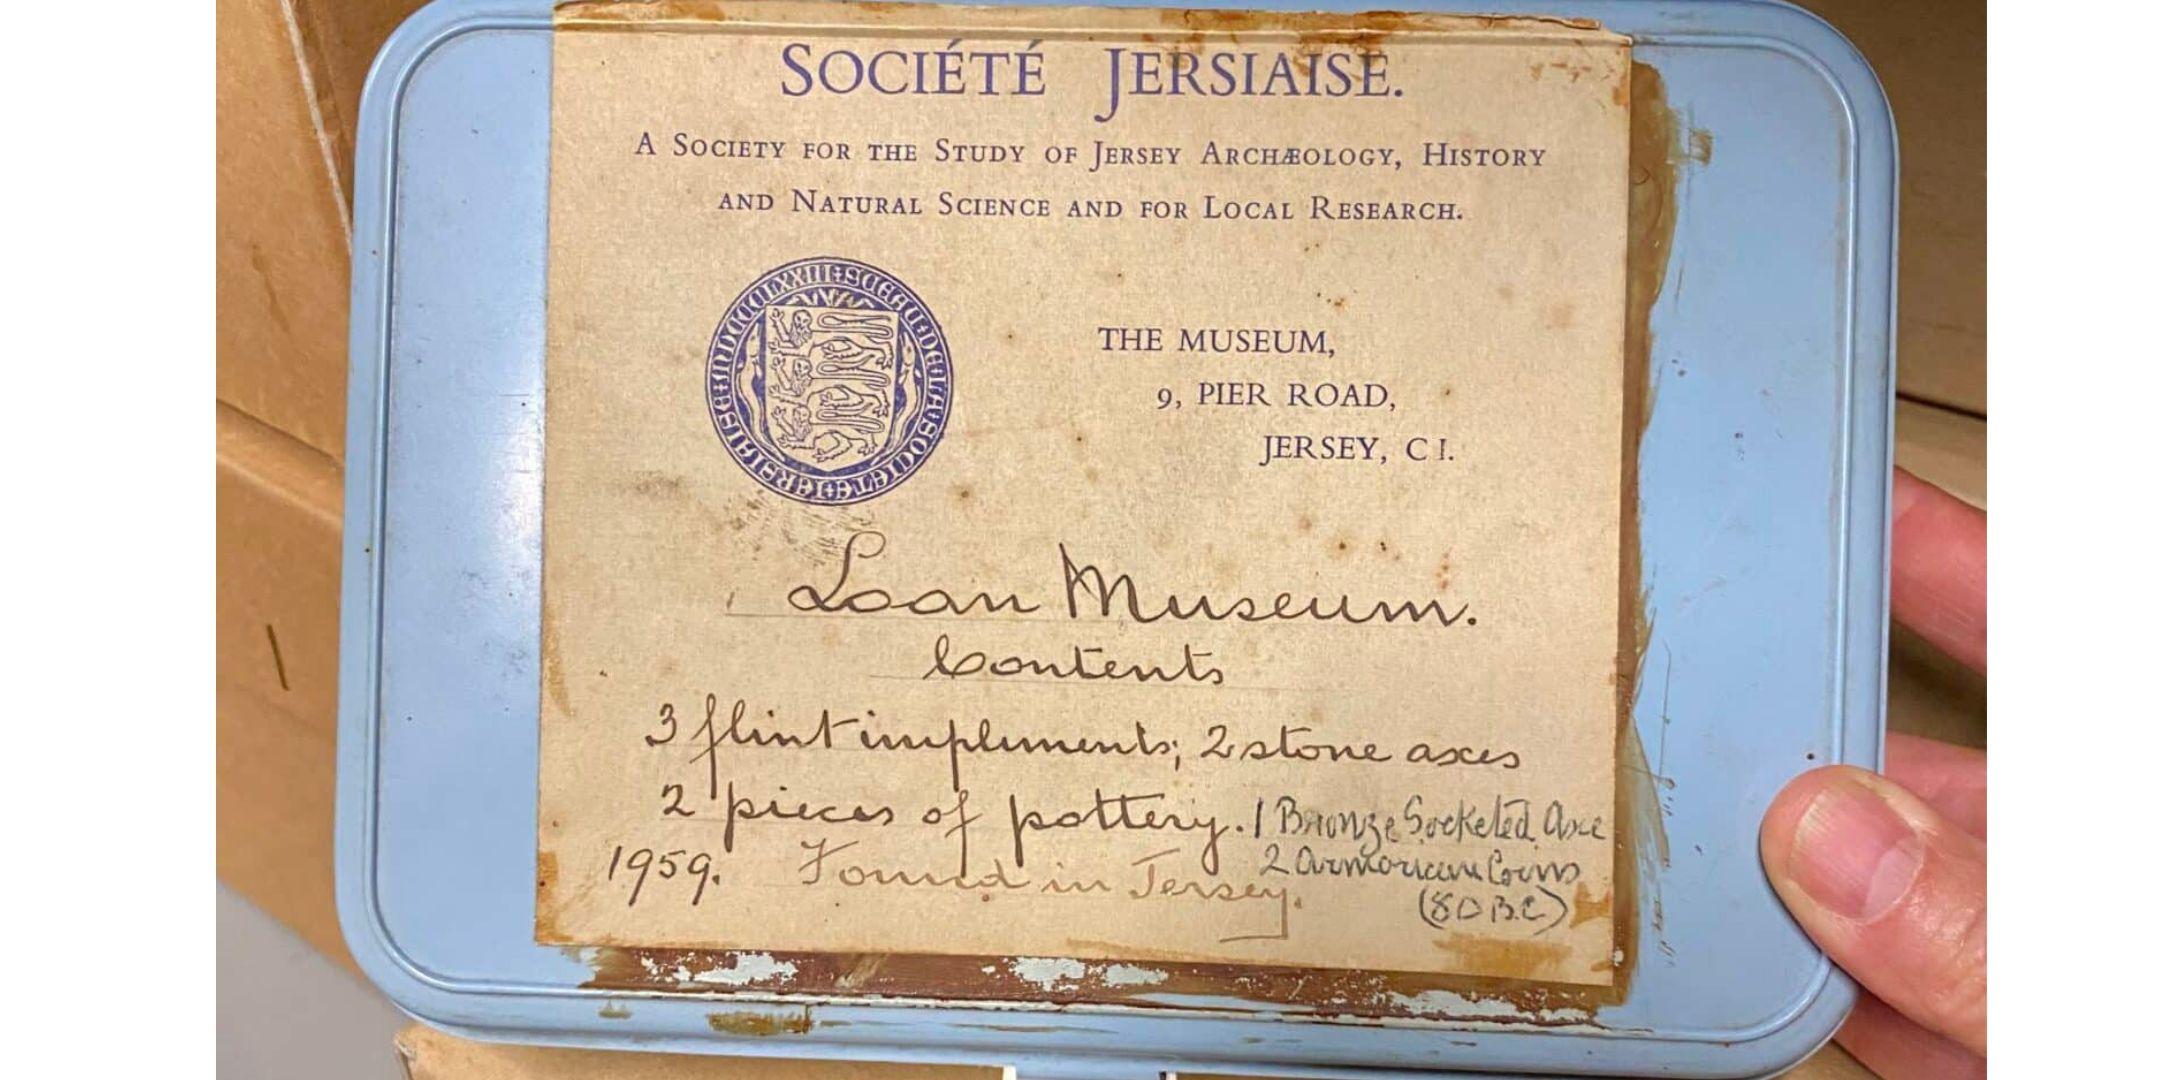 SOCIÉTÉ JERSIAISE.
A SOCIETY FOR THE STUDY OF JERSEY ARCHÆOLOGY, HISTORY
AND NATURAL SCIENCE AND FOR LOCAL RESEARCH.
THE MUSEUM,
9, PIER ROAD,
JERSEY, C I.
Loan Museum.
Contents
3 flint implements; 2 stone axes
2 pieces of pottery. 1 Bronze Socketed Axe
2 Armorican Coins
(80 B.C)
1959. Found in Jersey.